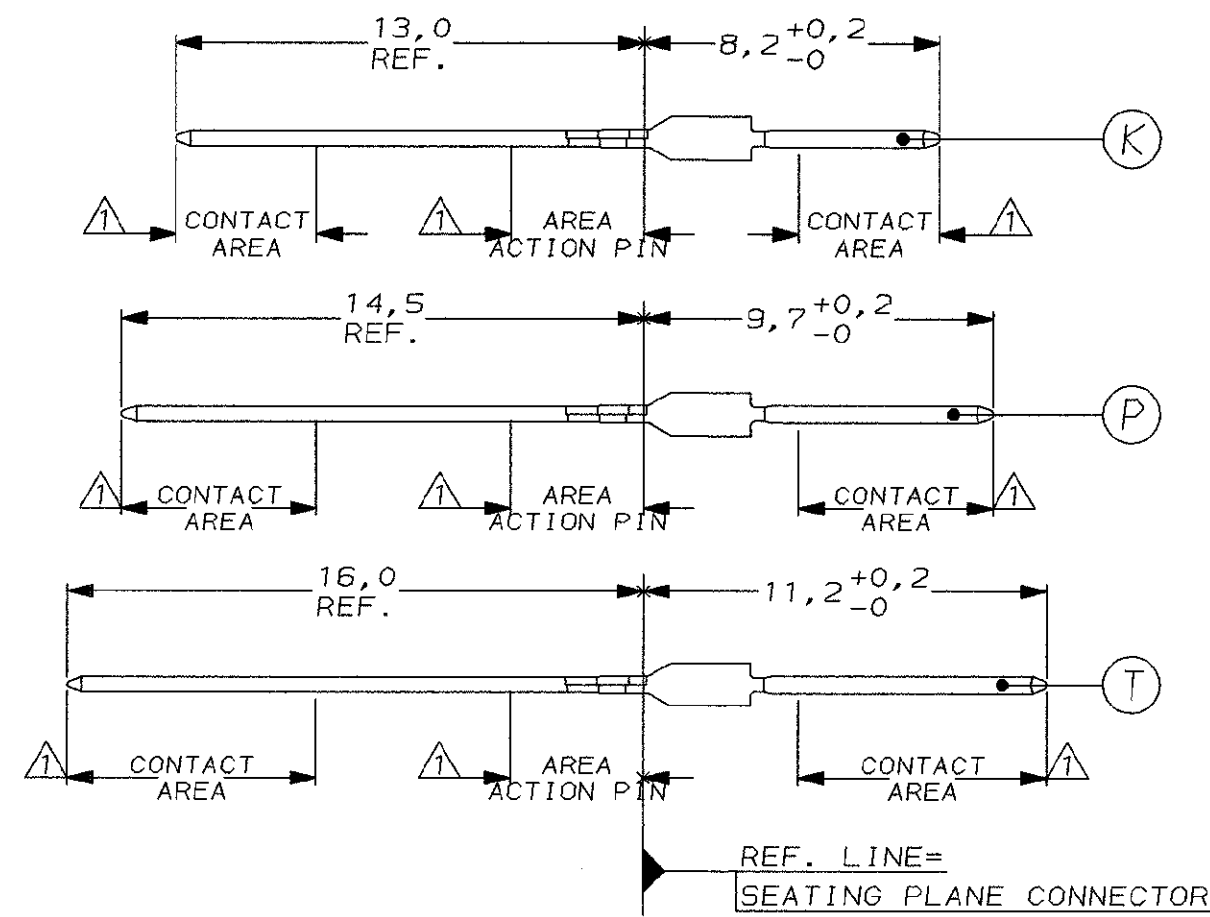 13,0
REF.
8,2 +0,2
-0
K
1
CONTACT
AREA
1
AREA
ACTION PIN
CONTACT
AREA
1
14,5
REF.
9,7 +0,2
-0
P
1
CONTACT
AREA
1
AREA
ACTION PIN
CONTACT
AREA
1
16,0
REF.
11,2 +0,2
-0
T
1
CONTACT
AREA
1
AREA
ACTION PIN
CONTACT
AREA
1
REF. LINE=
SEATING PLANE CONNECTOR